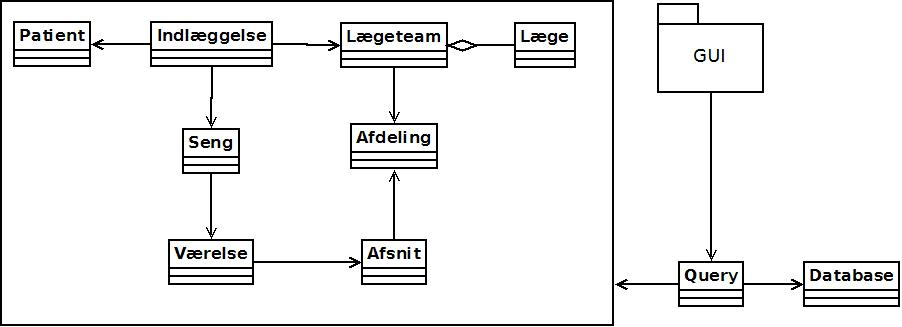 Patient
Indlæggelse
Lægeteam
Læge
GUI
Seng
Afdeling
Værelse
Afsnit
Query
Database